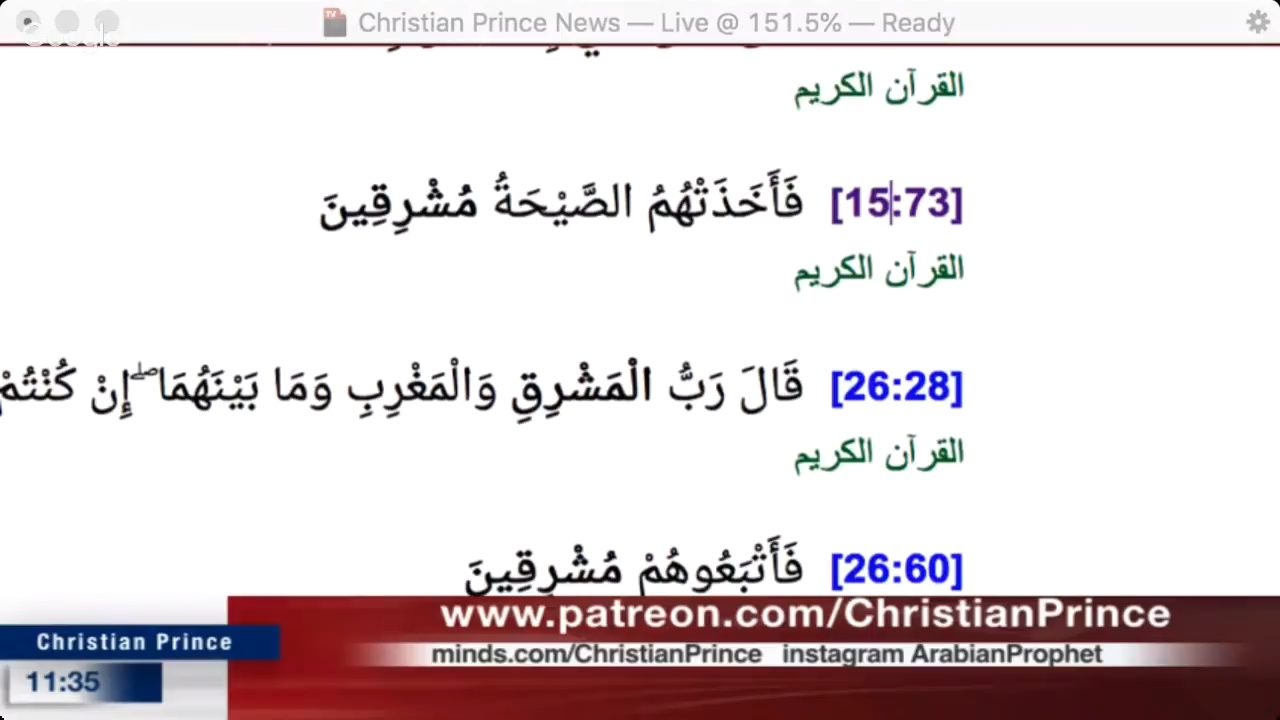 Christian Prince News — Live @ 151.5% — Ready
Google
القرآن الكريم
[15:73] فَأَخَذَتْهُمُ الصَّيْحَةُ مُشْرِقِينَ
القرآن الكريم
[26:28] قَالَ رَبُّ الْمَشْرِقِ وَالْمَغْرِبِ وَمَا بَيْنَهُمَا ۖ إِنْ كُنْتُمْ
القرآن الكريم
[26:60] فَأَتْبَعُوهُمْ مُشْرِقِينَ
www.patreon.com/ChristianPrince
Christian Prince
minds.com/ChristianPrince instagram ArabianProphet
11:35